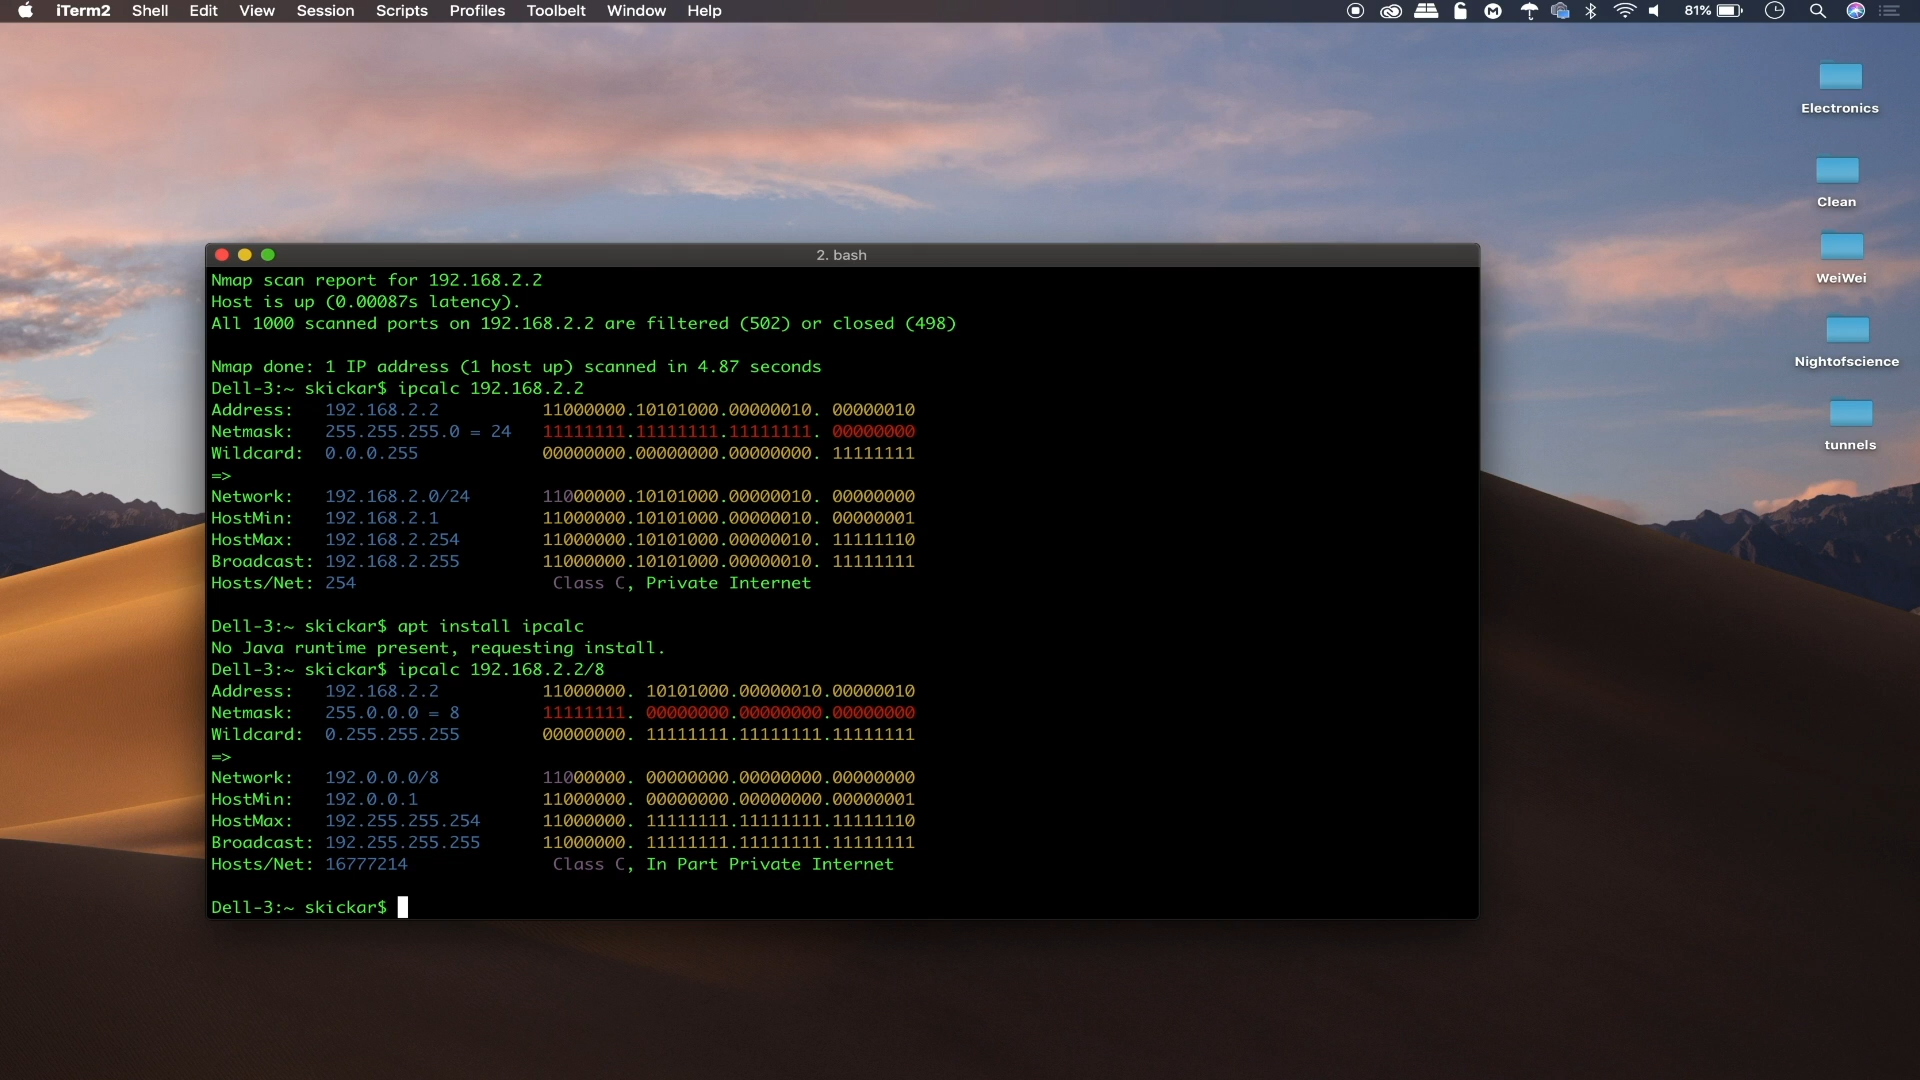 iTerm2 Shell Edit View Session Scripts Profiles Toolbelt Window Help 81%
Electronics
Clean
WeiWei
Nightofscience
tunnels
2. bash
Nmap scan report for 192.168.2.2
Host is up (0.00087s latency).
All 1000 scanned ports on 192.168.2.2 are filtered (502) or closed (498)
Nmap done: 1 IP address (1 host up) scanned in 4.87 seconds
Dell-3:~ skickar$ ipcalc 192.168.2.2
Address: 192.168.2.2 11000000.10101000.00000010. 00000010
Netmask: 255.255.255.0 = 24 11111111.11111111.11111111. 00000000
Wildcard: 0.0.0.255 00000000.00000000.00000000. 11111111
=>
Network: 192.168.2.0/24 11000000.10101000.00000010. 00000000
HostMin: 192.168.2.1 11000000.10101000.00000010. 00000001
HostMax: 192.168.2.254 11000000.10101000.00000010. 11111110
Broadcast: 192.168.2.255 11000000.10101000.00000010. 11111111
Hosts/Net: 254 Class C, Private Internet
Dell-3:~ skickar$ apt install ipcalc
No Java runtime present, requesting install.
Dell-3:~ skickar$ ipcalc 192.168.2.2/8
Address: 192.168.2.2 11000000. 10101000.00000010.00000010
Netmask: 255.0.0.0 = 8 11111111. 00000000.00000000.00000000
Wildcard: 0.255.255.255 00000000. 11111111.11111111.11111111
=>
Network: 192.0.0.0/8 11000000. 00000000.00000000.00000000
HostMin: 192.0.0.1 11000000. 00000000.00000000.00000001
HostMax: 192.255.255.254 11000000. 11111111.11111111.11111110
Broadcast: 192.255.255.255 11000000. 11111111.11111111.11111111
Hosts/Net: 16777214 Class C, In Part Private Internet
Dell-3:~ skickar$